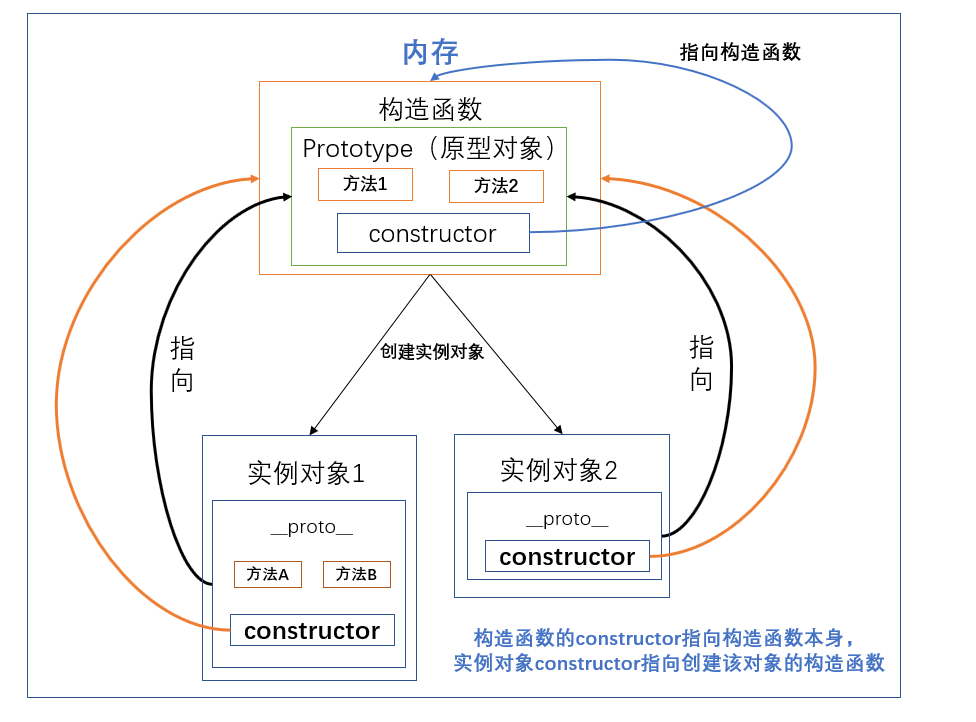 内存
指向构造函数
构造函数
Prototype（原型对象）
方法1
方法2
constructor
指向
创建实例对象
指向
实例对象1
__proto__
方法A
方法B
constructor
实例对象2
__proto__
constructor
构造函数的constructor指向构造函数本身，
实例对象constructor指向创建该对象的构造函数